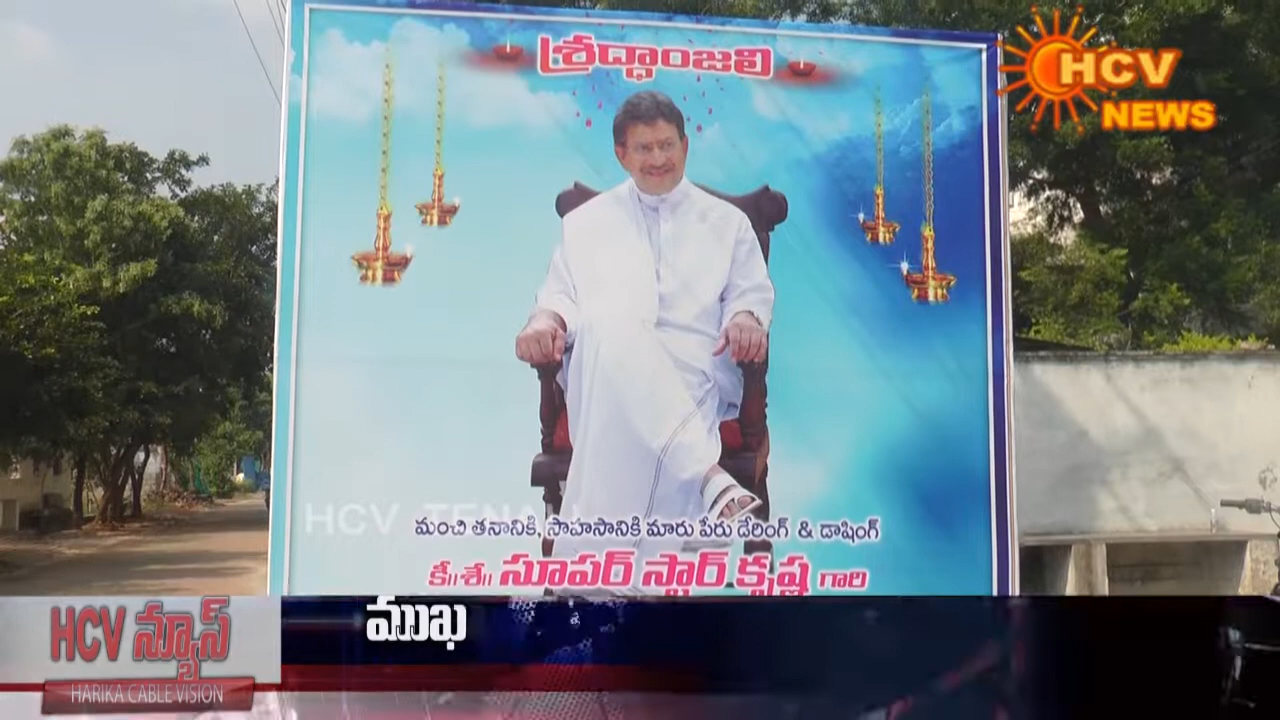 శ్రద్ధాంజలి
HCV
NEWS
HCV TENALI
మంచి తనానికి, సాహసానికి మారు పేరు డేరింగ్ & డాషింగ్
కీ॥శే॥ సూపర్ స్టార్ కృష్ణ గారి
HCV న్యూస్
HARIKA CABLE VISION
ముఖ